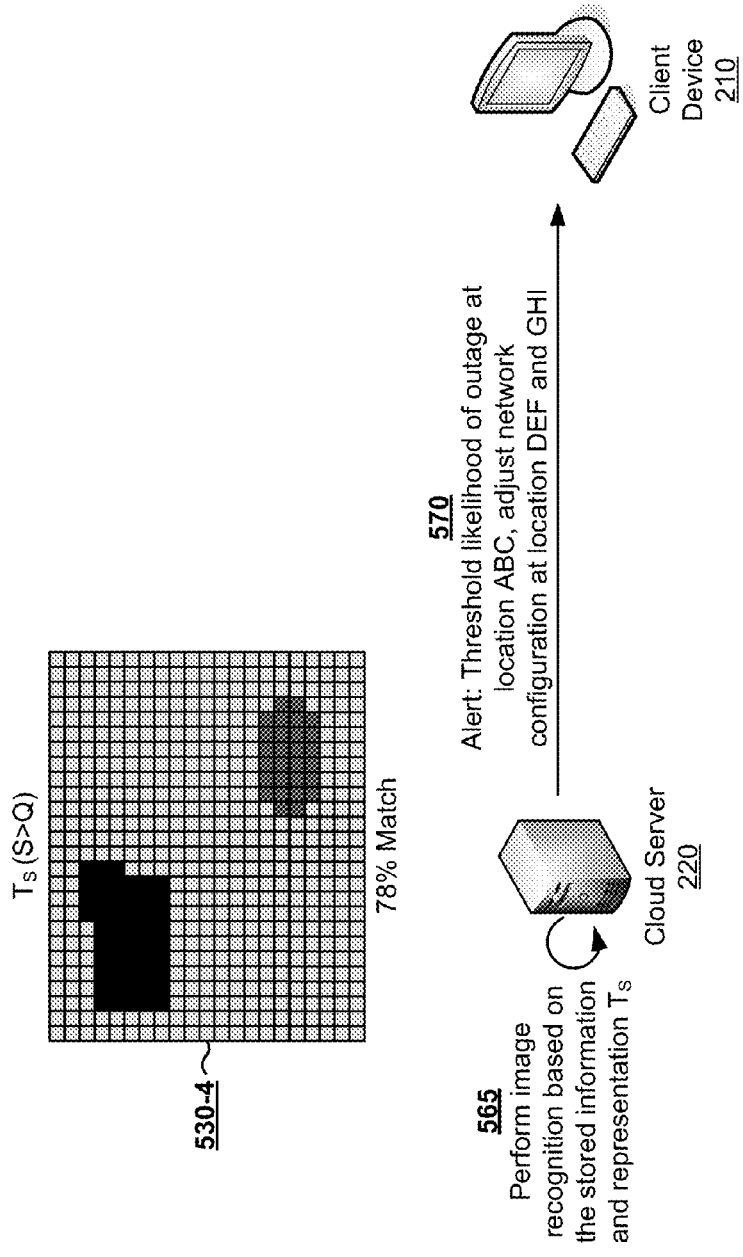 T_S (S>Q)
530-4
78% Match
565
Perform image
recognition based on
the stored information
and representation T_S
Cloud Server
220
570
Alert: Threshold likelihood of outage at
location ABC, adjust network
configuration at location DEF and GHI
Client
Device
210